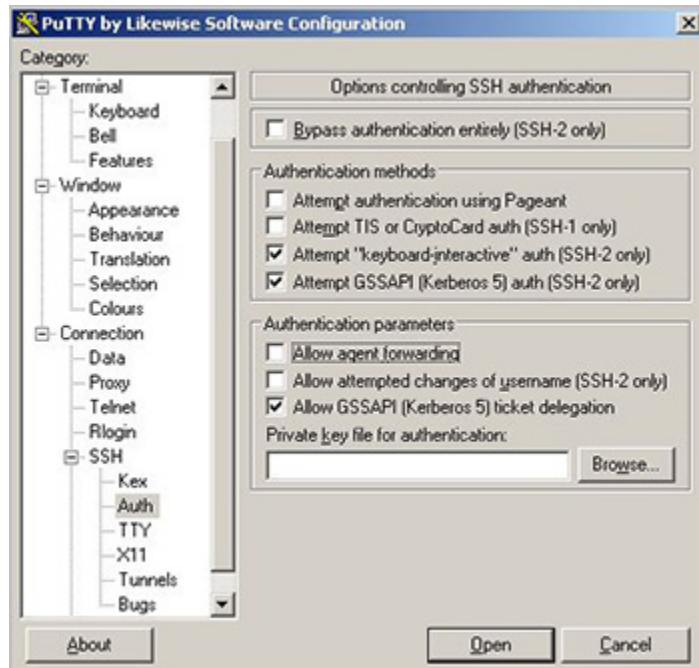 PuTTY by Likewise Software Configuration
Category:
Terminal
Keyboard
Bell
Features
Window
Appearance
Behaviour
Translation
Selection
Colours
Connection
Data
Proxy
Telnet
Rlogin
SSH
Kex
Auth
TTY
X11
Tunnels
Bugs
Options controlling SSH authentication
Bypass authentication entirely (SSH-2 only)
Authentication methods
Attempt authentication using Pageant
Attempt TIS or CryptoCard auth (SSH-1 only)
Attempt "keyboard-interactive" auth (SSH-2 only)
Attempt GSSAPI (Kerberos 5) auth (SSH-2 only)
Authentication parameters
Allow agent forwarding
Allow attempted changes of username (SSH-2 only)
Allow GSSAPI (Kerberos 5) ticket delegation
Private key file for authentication:
Browse...
About
Open
Cancel